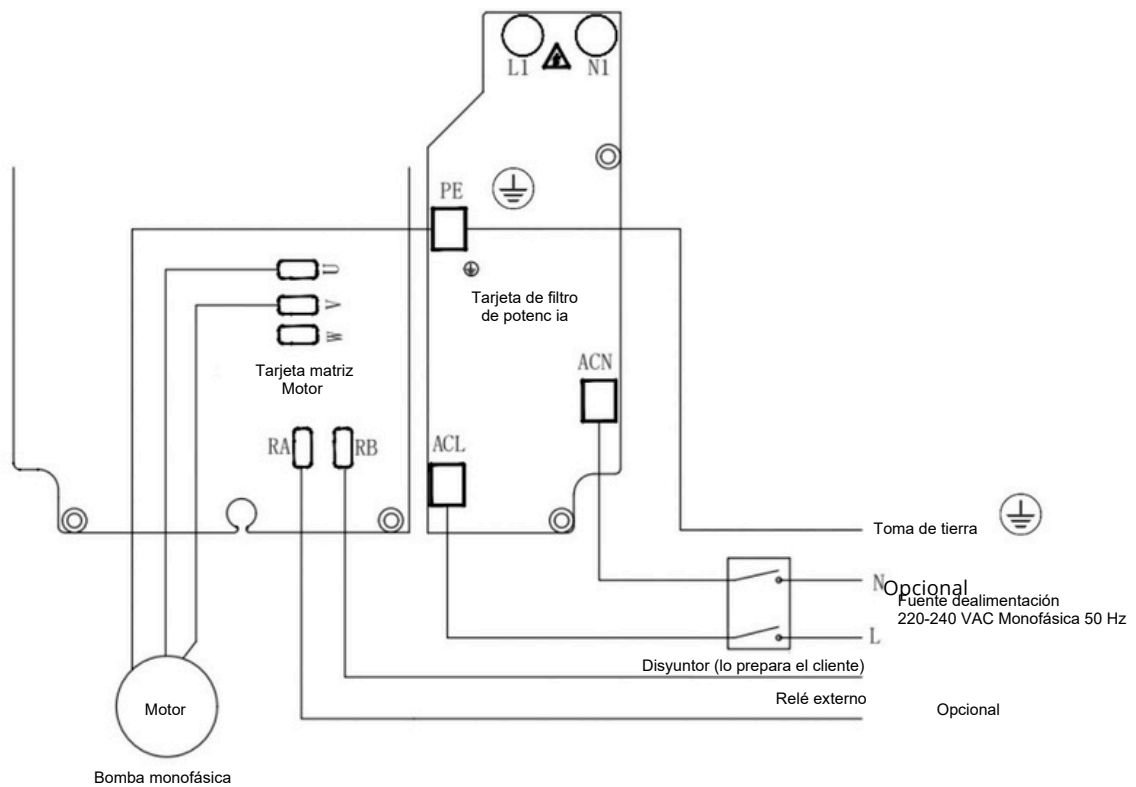 L1
N1
PE
U
V
W
Tarjeta de filtro
de potenc ia
Tarjeta matriz
Motor
ACN
RA
RB
ACL
Toma de tierra
N
Opcional
Fuente dealimentación
220-240 VAC Monofásica 50 Hz
L
Disyuntor (lo prepara el cliente)
Relé externo
Opcional
Motor
Bomba monofásica